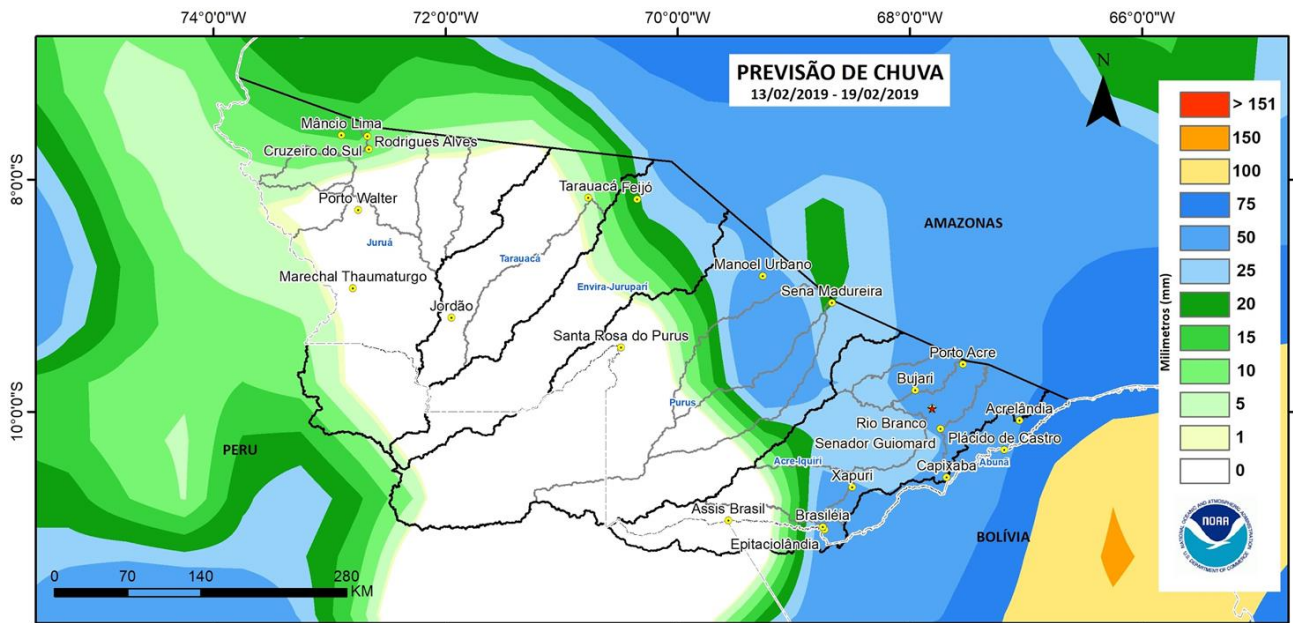 74°0'0"W
72°0'0"W
70°0'0"W
68°0'0"W
66°0'0"W
8°0'0"S
10°0'0"S
PREVISÃO DE CHUVA
13/02/2019 - 19/02/2019
N
> 151
150
100
75
50
25
20
15
10
5
1
0
Milímetros (mm)
NOAA
Mâncio Lima
Rodrigues Alves
Cruzeiro do Sul
Porto Walter
Juruá
Marechal Thaumaturgo
Jordão
Tarauacá
Feijó
Tarauacá
Envira-Jurupari
Santa Rosa do Purus
Manoel Urbano
Sena Madureira
Purus
AMAZONAS
Porto Acre
Bujari
Rio Branco
Acrelândia
Senador Guiomard
Plácido de Castro
Acre-Iquiri
Abunã
Capixaba
Xapuri
Assis Brasil
Brasiléia
Epitaciolândia
PERU
BOLÍVIA
0
70
140
280
KM